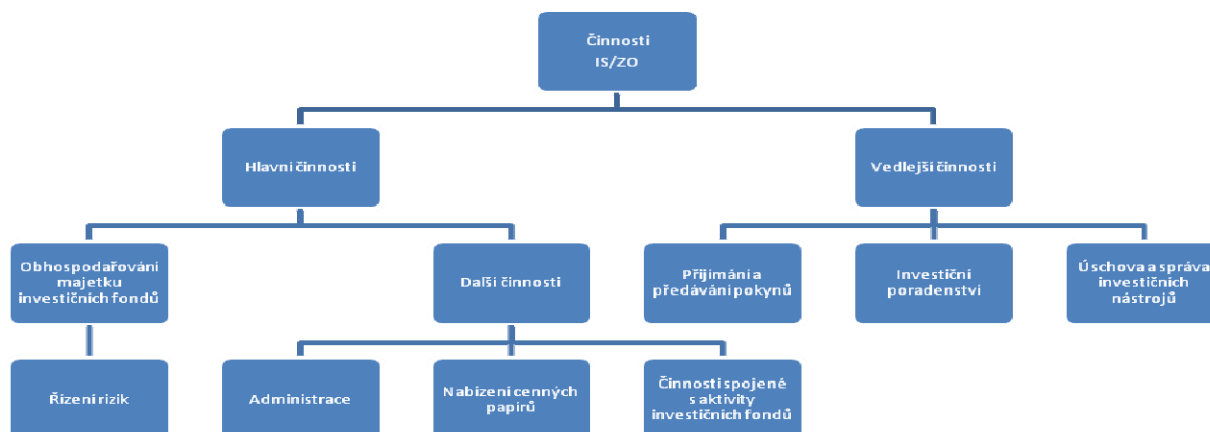 Činnosti
IS/ZO
Hlavní činnosti
Vedlejší činnosti
Obhospodařování
majetku
investičních fondů
Další činnosti
Přijímání a
předávání pokynů
Investiční
poradenství
Úschova a správa
investičních
nástrojů
Řízení rizik
Administrace
Nabízení cenných
papírů
Činnosti spojené
s aktivity
investičních fondů